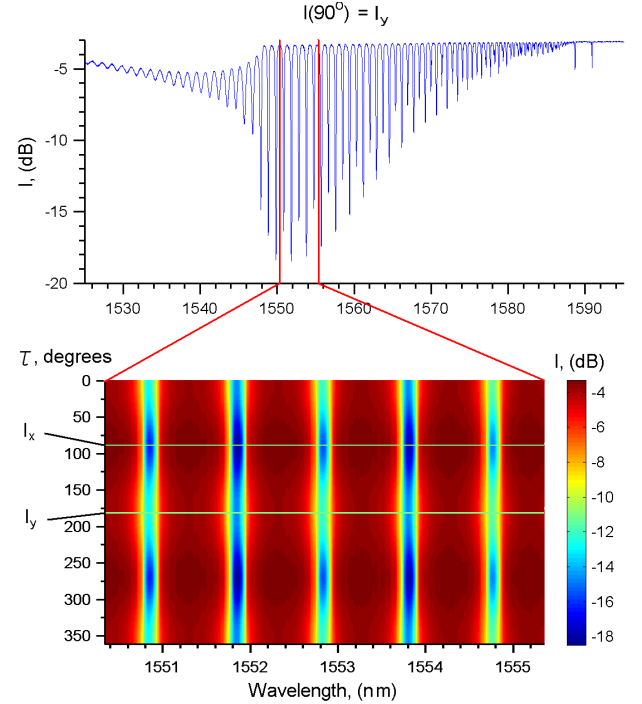 I(90°) = Iy
I, (dB)
-5
-10
-15
-20
1530 1540 1550 1560 1570 1580 1590
τ, degrees
I, (dB)
Ix
Iy
0
50
100
150
200
250
300
350
-4
-6
-8
-10
-12
-14
-16
-18
1551 1552 1553 1554 1555
Wavelength, (nm)